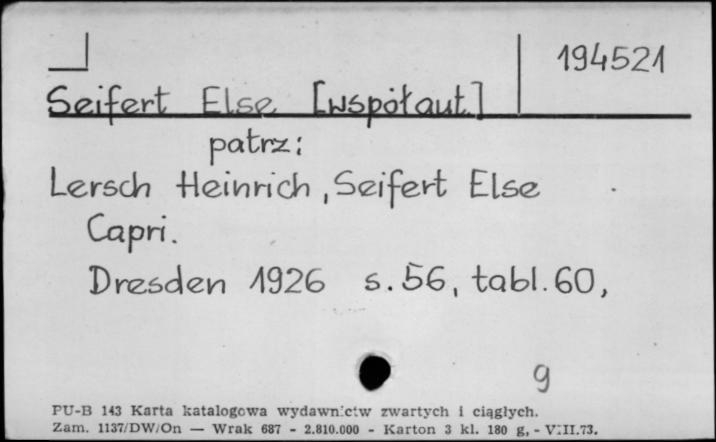 194521
Seifert Else [współaut.]
patrz:
Lersch Heinrich, Seifert Else
Capri.
Dresden 1926 s. 56, tabl. 60,
9
PU-B 143 Karta katalogowa wydawnictw zwartych i ciągłych.
Zam. 1137/DW/On — Wrak 687 - 2.810.000 - Karton 3 kl. 180 g, - VIII.73.